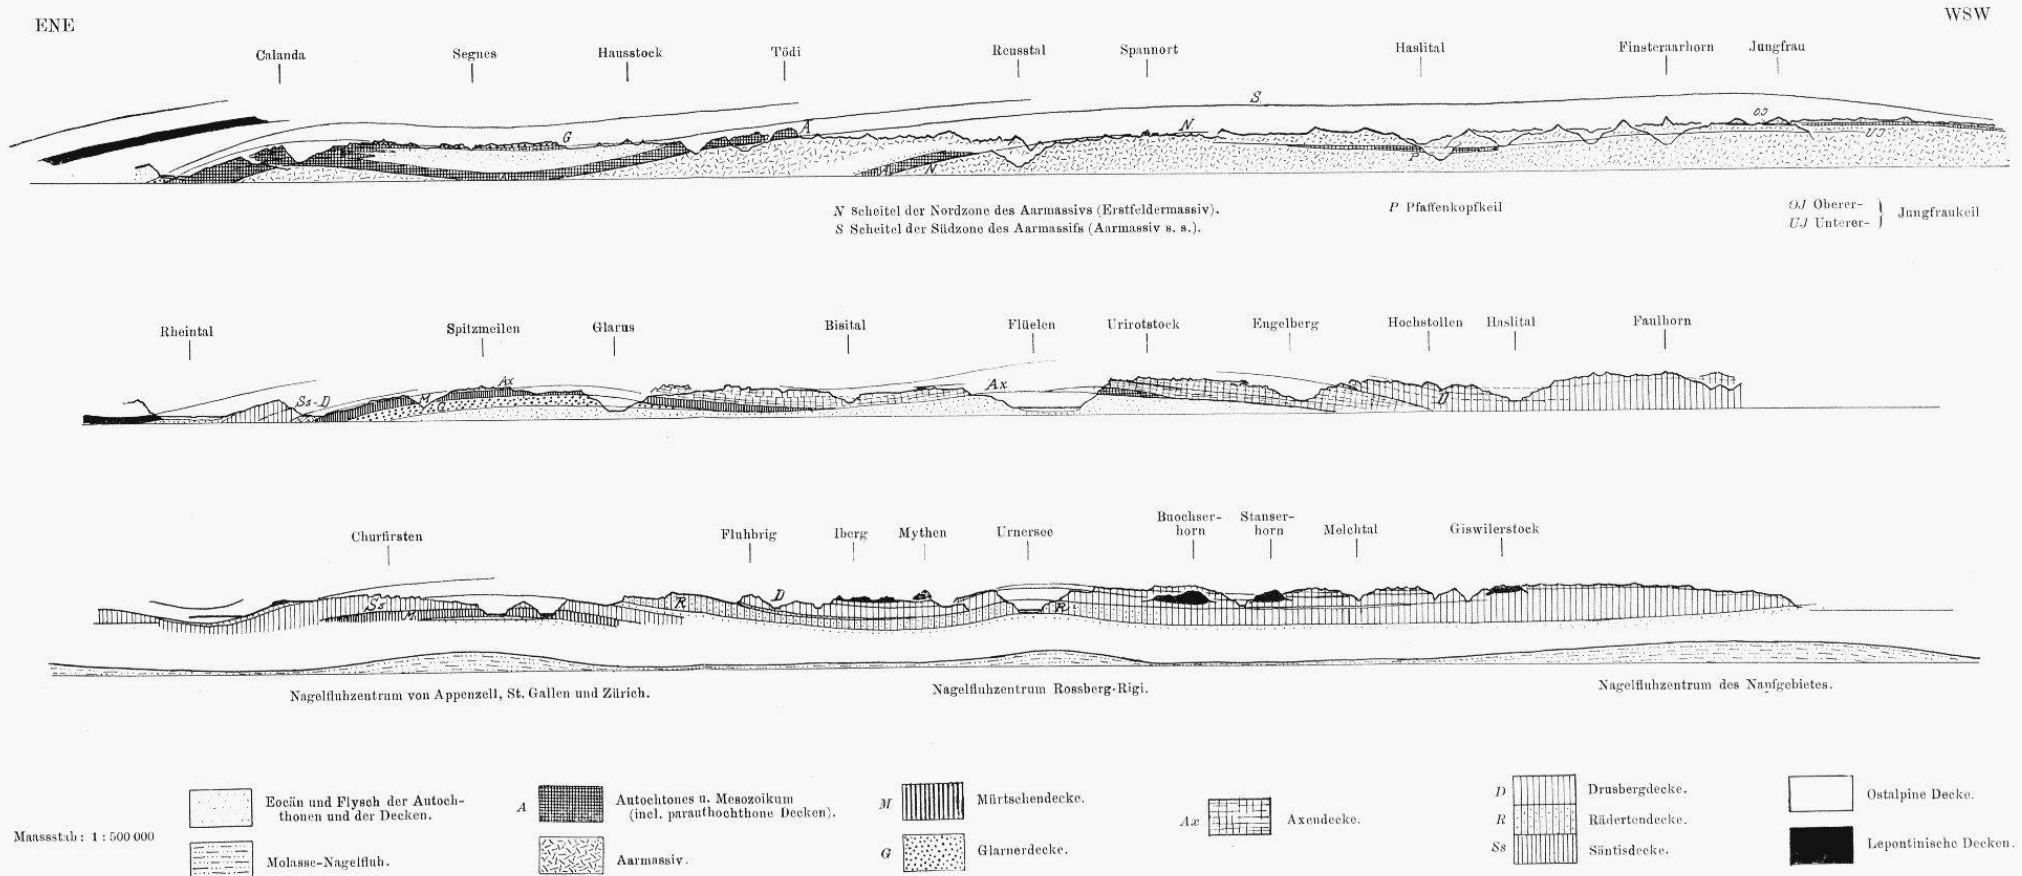 ENE
WSW
Calanda Segnes Hausstock Tödi Reusstal Spannort Haslital Finsteraarhorn Jungfrau
S
G A N OJ
UJ
P
A N
N Scheitel der Nordzone des Aarmassivs (Erstfeldermassiv).
S Scheitel der Südzone des Aarmassifs (Aarmassiv s. s.).
P Pfaffenkopfkeil
OJ Oberer-
UJ Unterer-
} Jungfraukeil
Rheintal Spitzmeilen Glarus Bisital Flüelen Urirotstock Engelberg Hochstollen Haslital Faulhorn
Ax Ax
Ss-D M D
G
Churfirsten Fluhbrig Iberg Mythen Urnersee Buochser-
horn Stanser-
horn Melchtal Giswilerstock
Ss R D R
M
Nagelfluhzentrum von Appenzell, St. Gallen und Zürich.
Nagelfluhzentrum Rossberg-Rigi.
Nagelfluhzentrum des Napfgebietes.
Maassstab: 1 : 500 000
Eocän und Flysch der Autoch-
thonen und der Decken.
Molasse-Nagelfluh.
A Autochtones u. Mesozoikum
(incl. parauthochthone Decken).
Aarmassiv.
M Mürtschendecke.
G Glarnerdecke.
Ax Axendecke.
D Drusbergdecke.
R Rädertendecke.
Ss Säntisdecke.
Ostalpine Decke.
Lepontinische Decken.